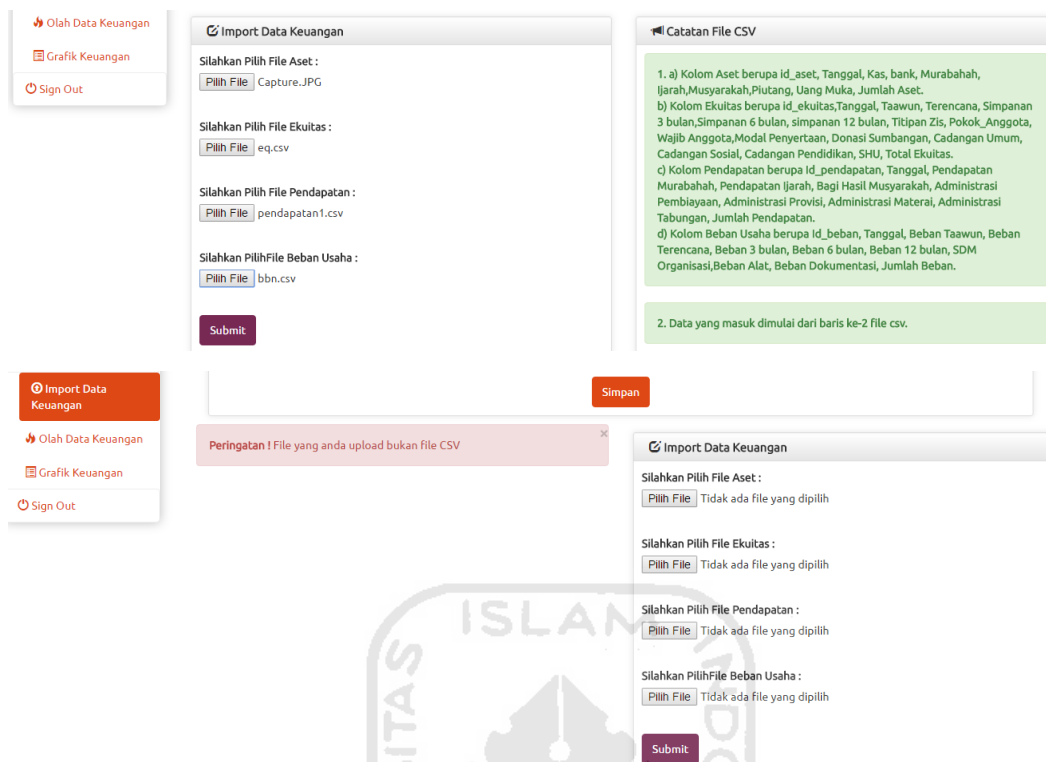 Olah Data Keuangan
Grafik Keuangan
Sign Out
Import Data Keuangan
Silahkan Pilih File Aset :
Pilih File Capture.JPG
Silahkan Pilih File Ekuitas :
Pilih File eq.csv
Silahkan Pilih File Pendapatan :
Pilih File pendapatan1.csv
Silahkan PilihFile Beban Usaha :
Pilih File bbn.csv
Submit
Catatan File CSV
1. a) Kolom Aset berupa id_aset, Tanggal, Kas, bank, Murabahah,
Ijarah,Musyarakah,Piutang, Uang Muka, Jumlah Aset.
b) Kolom Ekuitas berupa id_ekuitas,Tanggal, Taawun, Terencana, Simpanan
3 bulan,Simpanan 6 bulan, simpanan 12 bulan, Titipan Zis, Pokok_Anggota,
Wajib Anggota,Modal Penyertaan, Donasi Sumbangan, Cadangan Umum,
Cadangan Sosial, Cadangan Pendidikan, SHU, Total Ekuitas.
c) Kolom Pendapatan berupa Id_pendapatan, Tanggal, Pendapatan
Murabahah, Pendapatan Ijarah, Bagi Hasil Musyarakah, Administrasi
Pembiayaan, Administrasi Provisi, Administrasi Materai, Administrasi
Tabungan, Jumlah Pendapatan.
d) Kolom Beban Usaha berupa Id_beban, Tanggal, Beban Taawun, Beban
Terencana, Beban 3 bulan, Beban 6 bulan, Beban 12 bulan, SDM
Organisasi,Beban Alat, Beban Dokumentasi, Jumlah Beban.
2. Data yang masuk dimulai dari baris ke-2 file csv.
Import Data
Keuangan
Olah Data Keuangan
Grafik Keuangan
Sign Out
Simpan
Peringatan ! File yang anda upload bukan file CSV
×
Import Data Keuangan
Silahkan Pilih File Aset :
Pilih File Tidak ada file yang dipilih
Silahkan Pilih File Ekuitas :
Pilih File Tidak ada file yang dipilih
Silahkan Pilih File Pendapatan :
Pilih File Tidak ada file yang dipilih
Silahkan PilihFile Beban Usaha :
Pilih File Tidak ada file yang dipilih
Submit
ISLAM